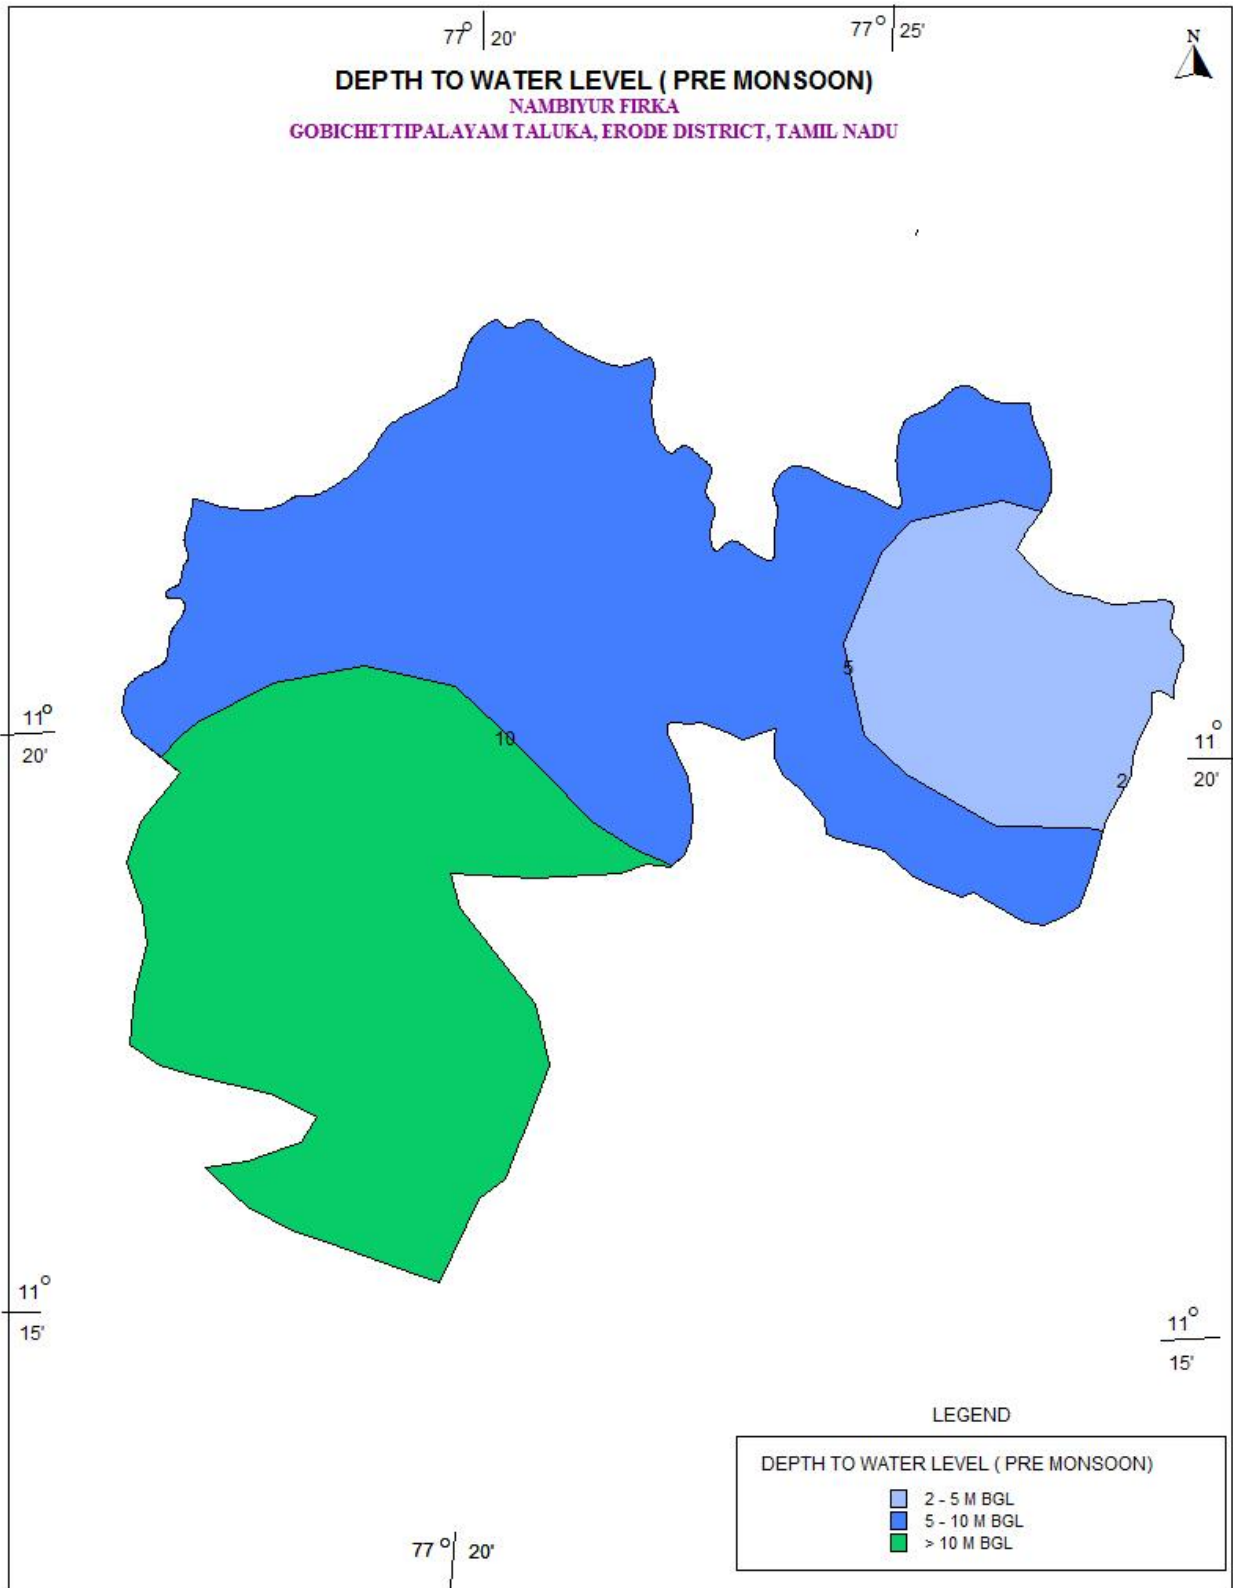 77° 20'
77° 25'
N
DEPTH TO WATER LEVEL ( PRE MONSOON)
NAMBIYUR FIRKA
GOBICHETTIPALAYAM TALUKA, ERODE DISTRICT, TAMIL NADU
5
11°
20'
10
11°
20'
2
11°
15'
11°
15'
LEGEND
DEPTH TO WATER LEVEL ( PRE MONSOON)
2 - 5 M BGL
5 - 10 M BGL
> 10 M BGL
77° 20'